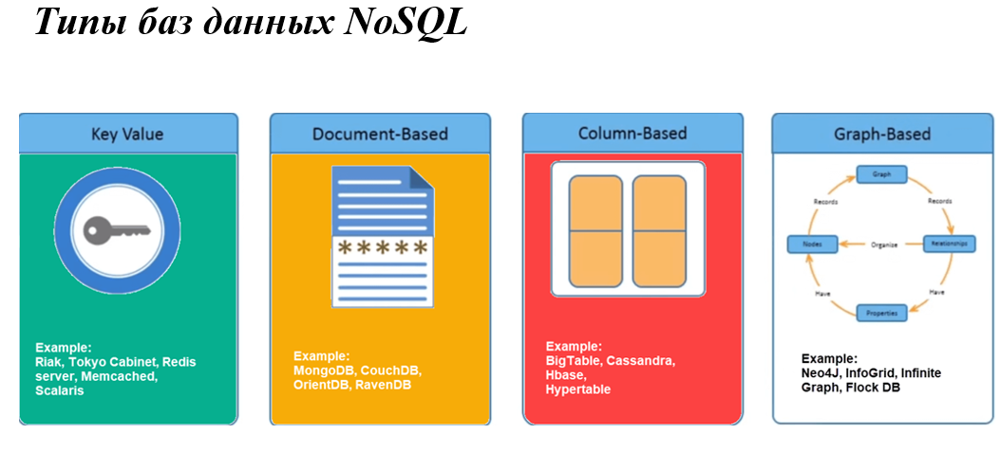 Типы баз данных NoSQL
Key Value
Example:
Riak, Tokyo Cabinet, Redis
server, Memcached,
Scalaris
Document-Based
*****
Example:
MongoDB, CouchDB,
OrientDB, RavenDB
Column-Based
Example:
BigTable, Cassandra,
Hbase,
Hypertable
Graph-Based
Graph
Records
Records
Nodes
Organise
Relationships
Have
Have
Properties
Example:
Neo4J, InfoGrid, Infinite
Graph, Flock DB